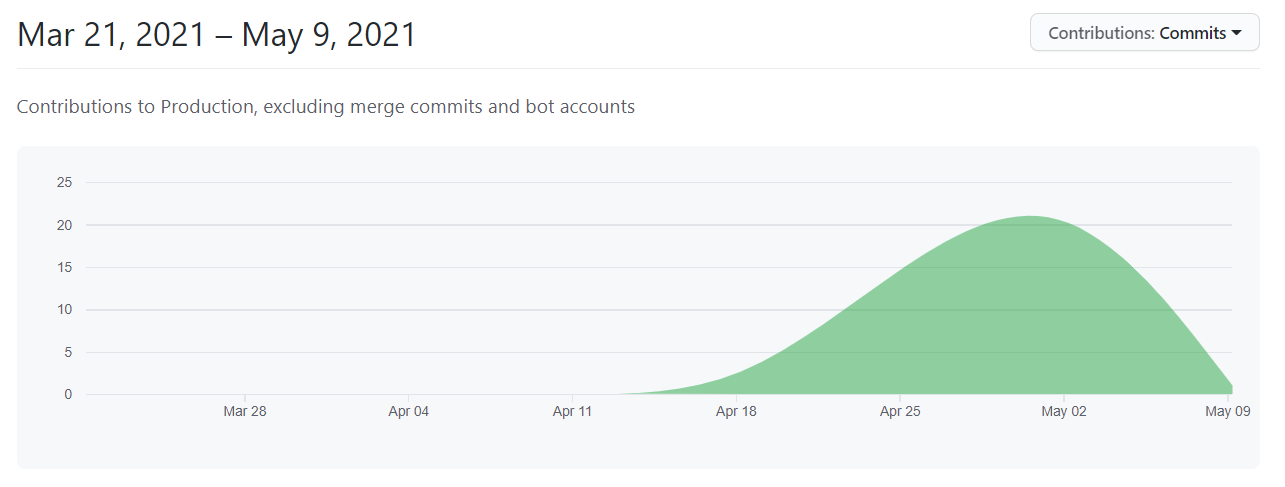 Mar 21, 2021 – May 9, 2021
Contributions: Commits
Contributions to Production, excluding merge commits and bot accounts
25
20
15
10
5
0
Mar 28 Apr 04 Apr 11 Apr 18 Apr 25 May 02 May 09